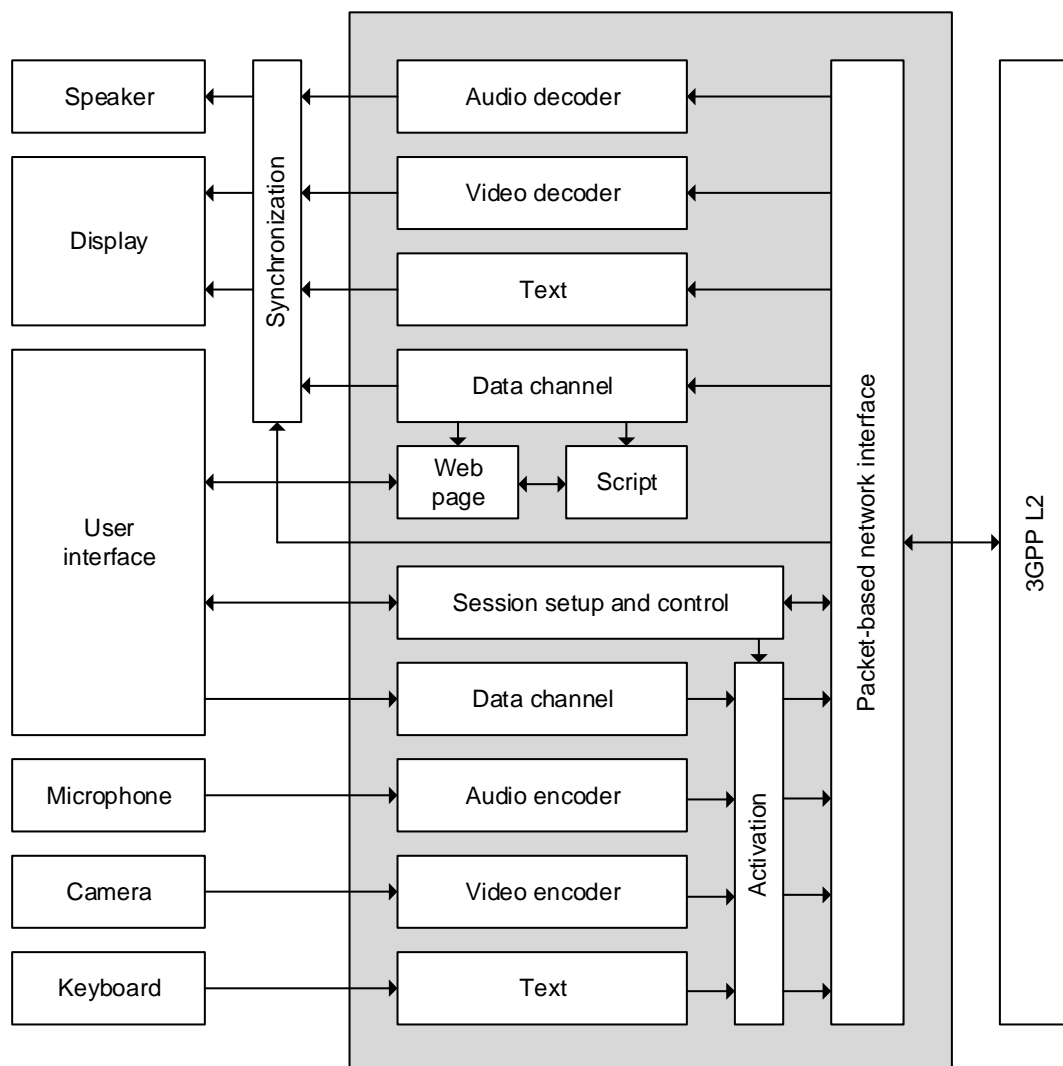 Speaker
Audio decoder
Video decoder
Display
Synchronization
Text
Data channel
Web
page
Script
User
interface
Packet-based network interface
3GPP L2
Session setup and control
Data channel
Microphone
Audio encoder
Activation
Camera
Video encoder
Keyboard
Text